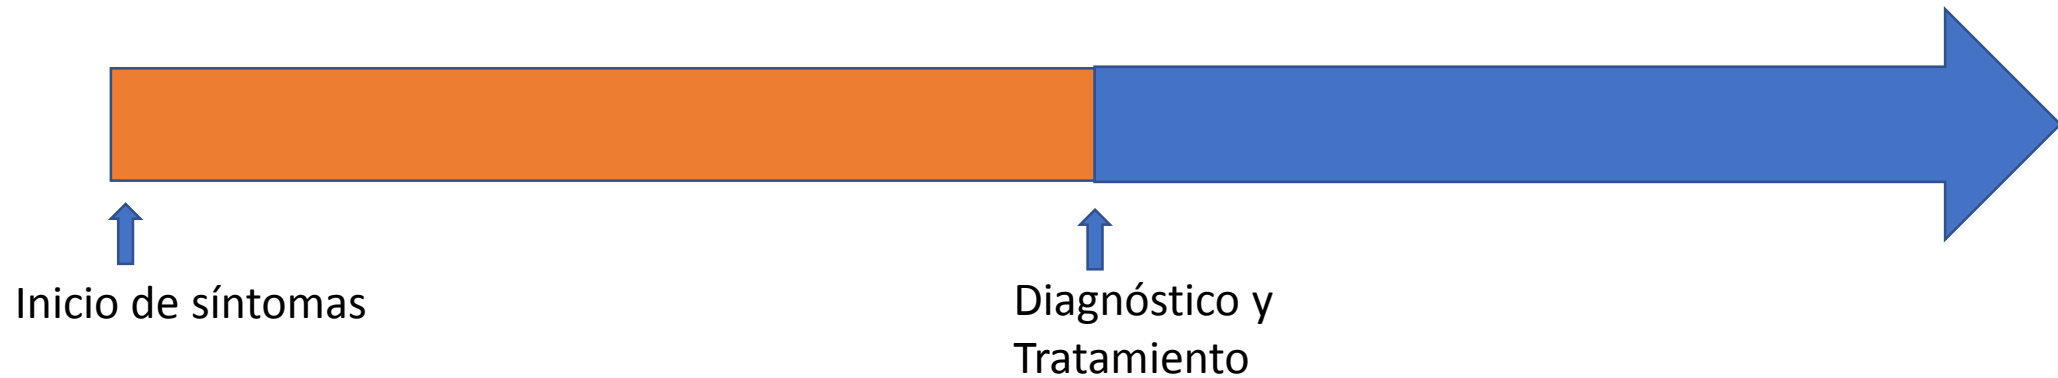 Inicio de síntomas
Diagnóstico y
Tratamiento